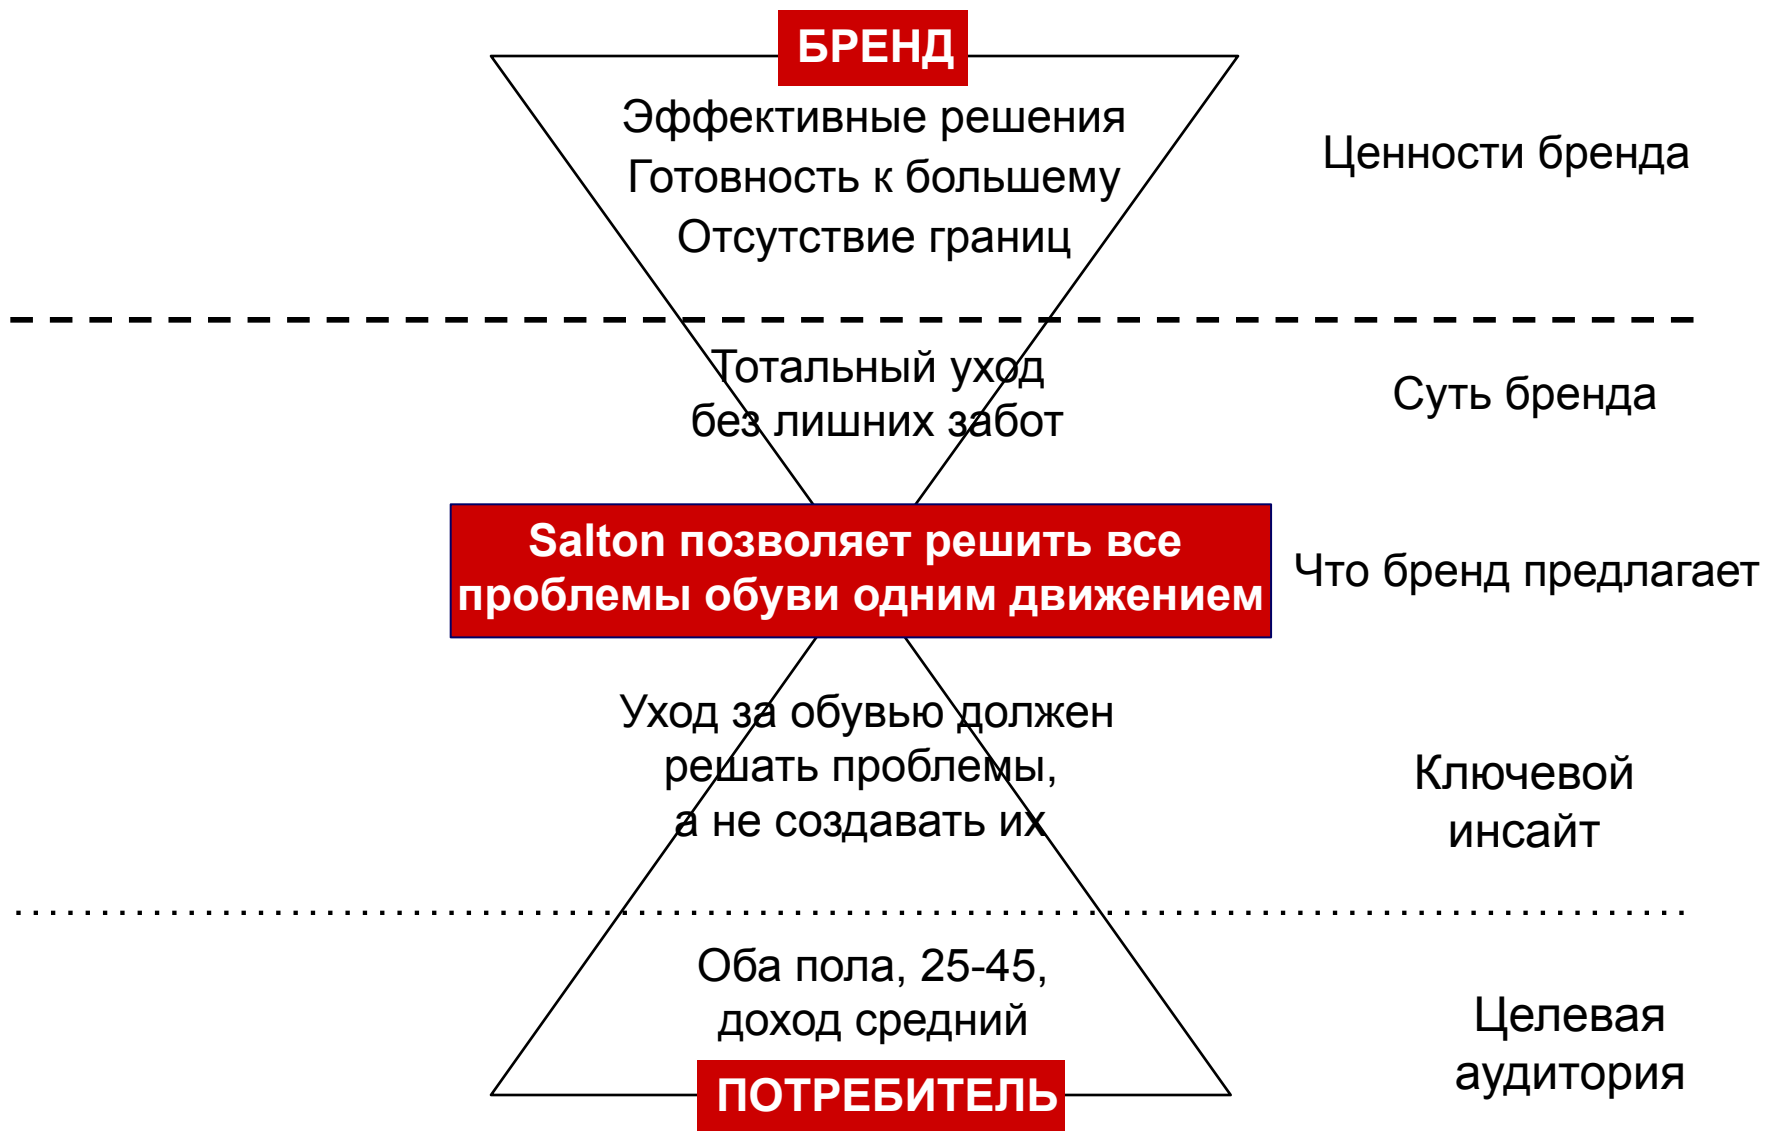 БРЕНД
Эффективные решения
Готовность к большему
Отсутствие границ
Ценности бренда
Тотальный уход
без лишних забот
Суть бренда
Salton позволяет решить все
проблемы обуви одним движением
Что бренд предлагает
Уход за обувью должен
решать проблемы,
а не создавать их
Ключевой
инсайт
Оба пола, 25-45,
доход средний
Целевая
аудитория
ПОТРЕБИТЕЛЬ